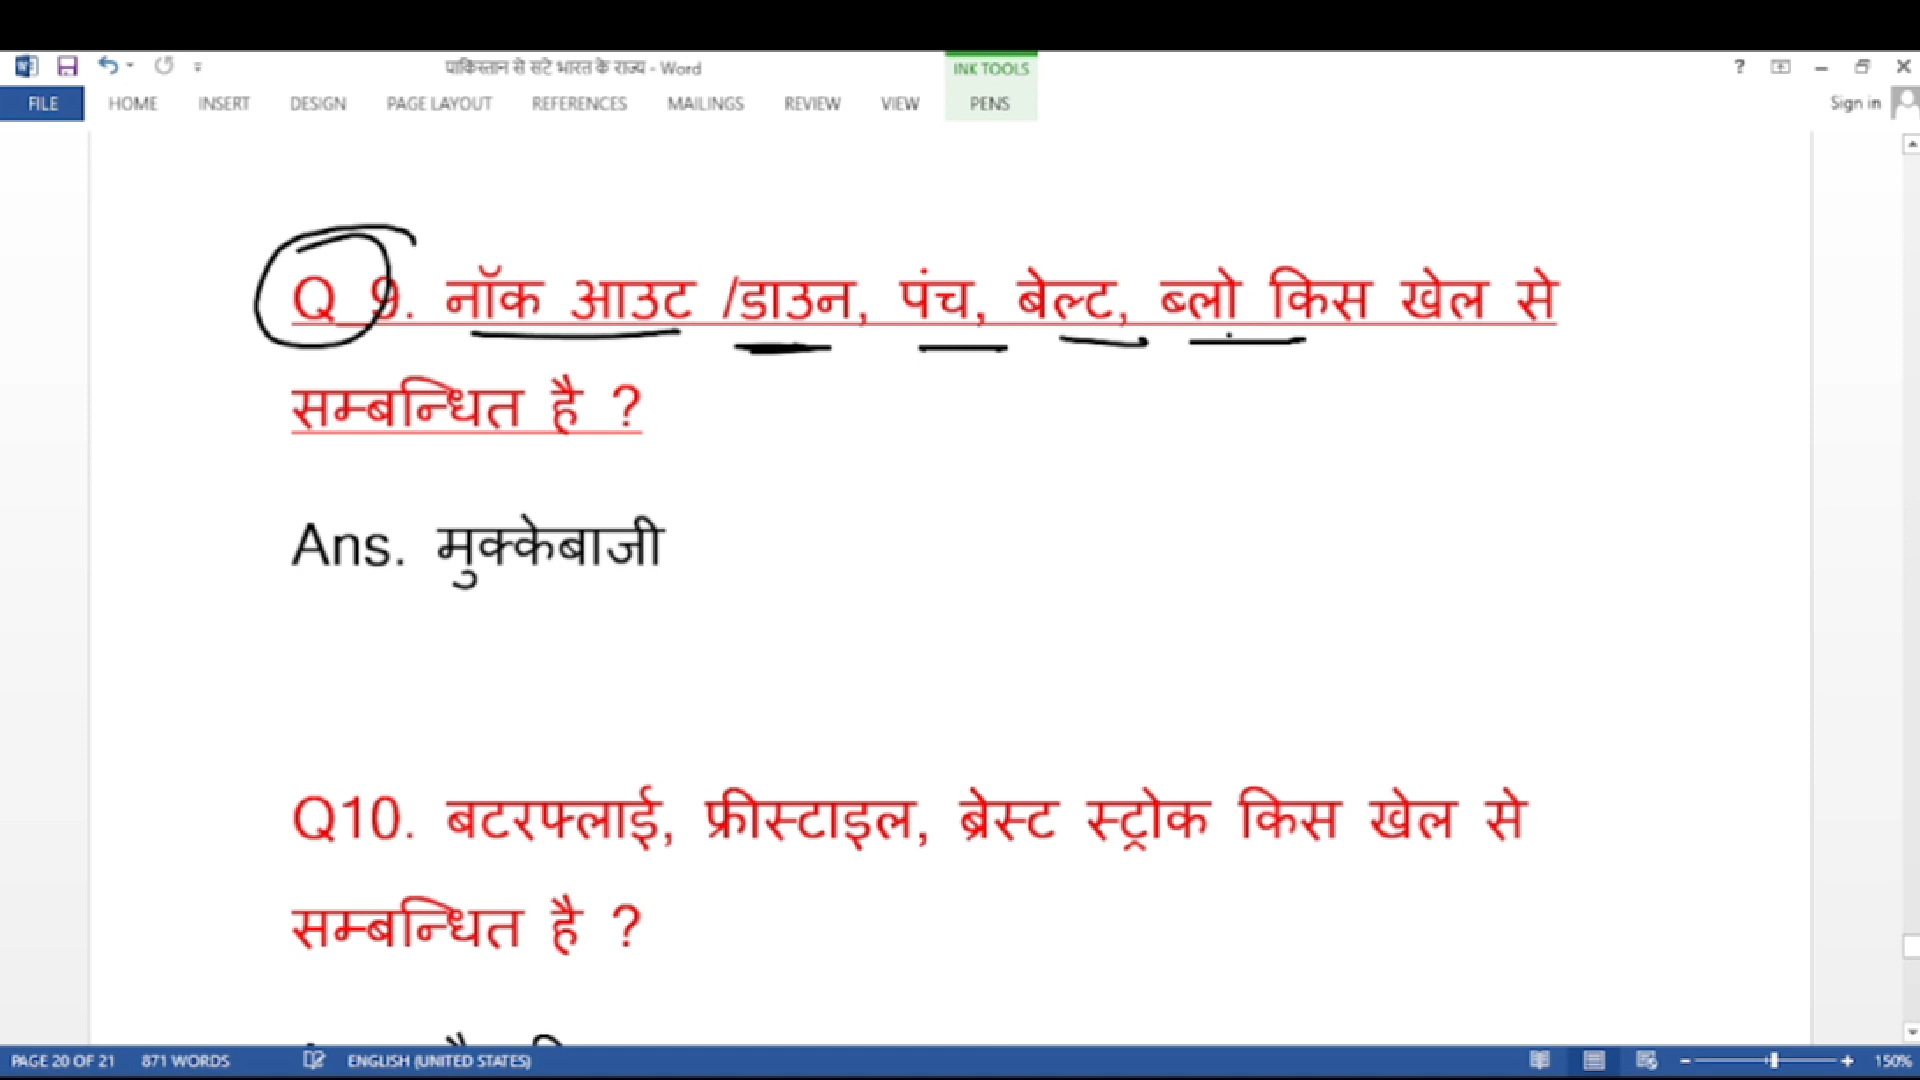 पाकिस्तान से सटे भारत के राज्य - Word
INK TOOLS
?
FILE HOME INSERT DESIGN PAGE LAYOUT REFERENCES MAILINGS REVIEW VIEW PENS Sign in
Q 9. नॉक आउट /डाउन, पंच, बेल्ट, ब्लो किस खेल से
सम्बन्धित है ?
Ans. मुक्केबाजी
Q10. बटरफ्लाई, फ्रीस्टाइल, ब्रेस्ट स्ट्रोक किस खेल से
सम्बन्धित है ?
PAGE 20 OF 21 871 WORDS ENGLISH (UNITED STATES) 150%